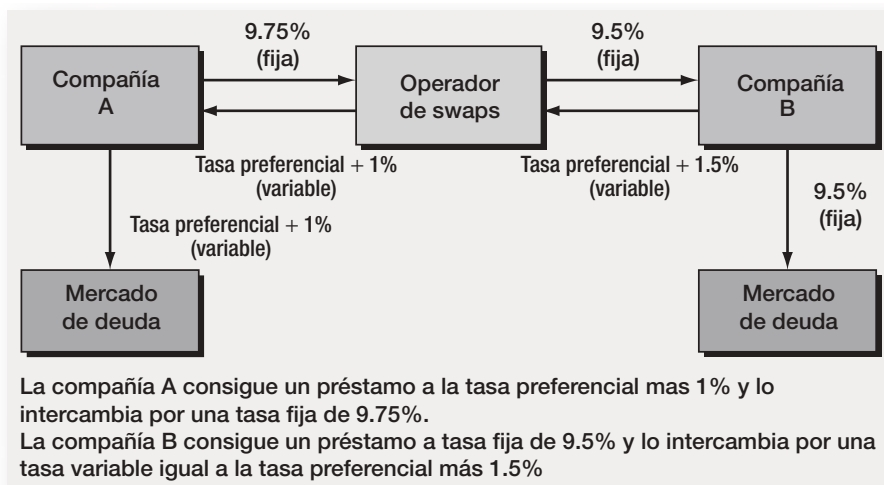 9.75%
(fija)
9.5%
(fija)
Compañía
A
Operador
de swaps
Compañía
B
Tasa preferencial + 1%
(variable)
Tasa preferencial + 1.5%
(variable)
Tasa preferencial + 1%
(variable)
9.5%
(fija)
Mercado
de deuda
Mercado
de deuda
La compañía A consigue un préstamo a la tasa preferencial mas 1% y lo
intercambia por una tasa fija de 9.75%.
La compañía B consigue un préstamo a tasa fija de 9.5% y lo intercambia por una
tasa variable igual a la tasa preferencial más 1.5%